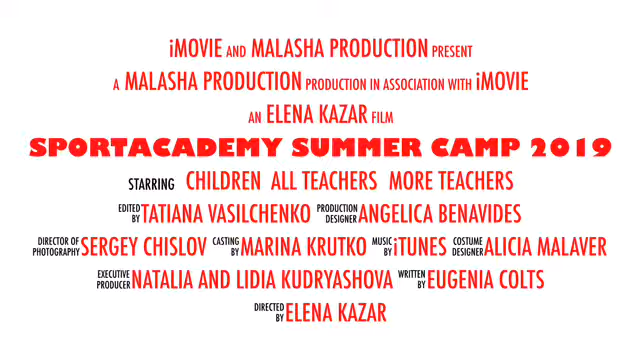 iMOVIE AND MALASHA PRODUCTION PRESENT
A MALASHA PRODUCTION PRODUCTION IN ASSOCIATION WITH iMOVIE
AN ELENA KAZAR FILM
SPORTACADEMY SUMMER CAMP 2019
STARRING CHILDREN ALL TEACHERS MORE TEACHERS
EDITED BY TATIANA VASILCHENKO PRODUCTION DESIGNER ANGELICA BENAVIDES
DIRECTOR OF PHOTOGRAPHY SERGEY CHISLOV CASTING BY MARINA KRUTKO MUSIC BY iTUNES COSTUME DESIGNER ALICIA MALAVER
EXECUTIVE PRODUCER NATALIA AND LIDIA KUDRYASHOVA WRITTEN BY EUGENIA COLTS
DIRECTED BY ELENA KAZAR